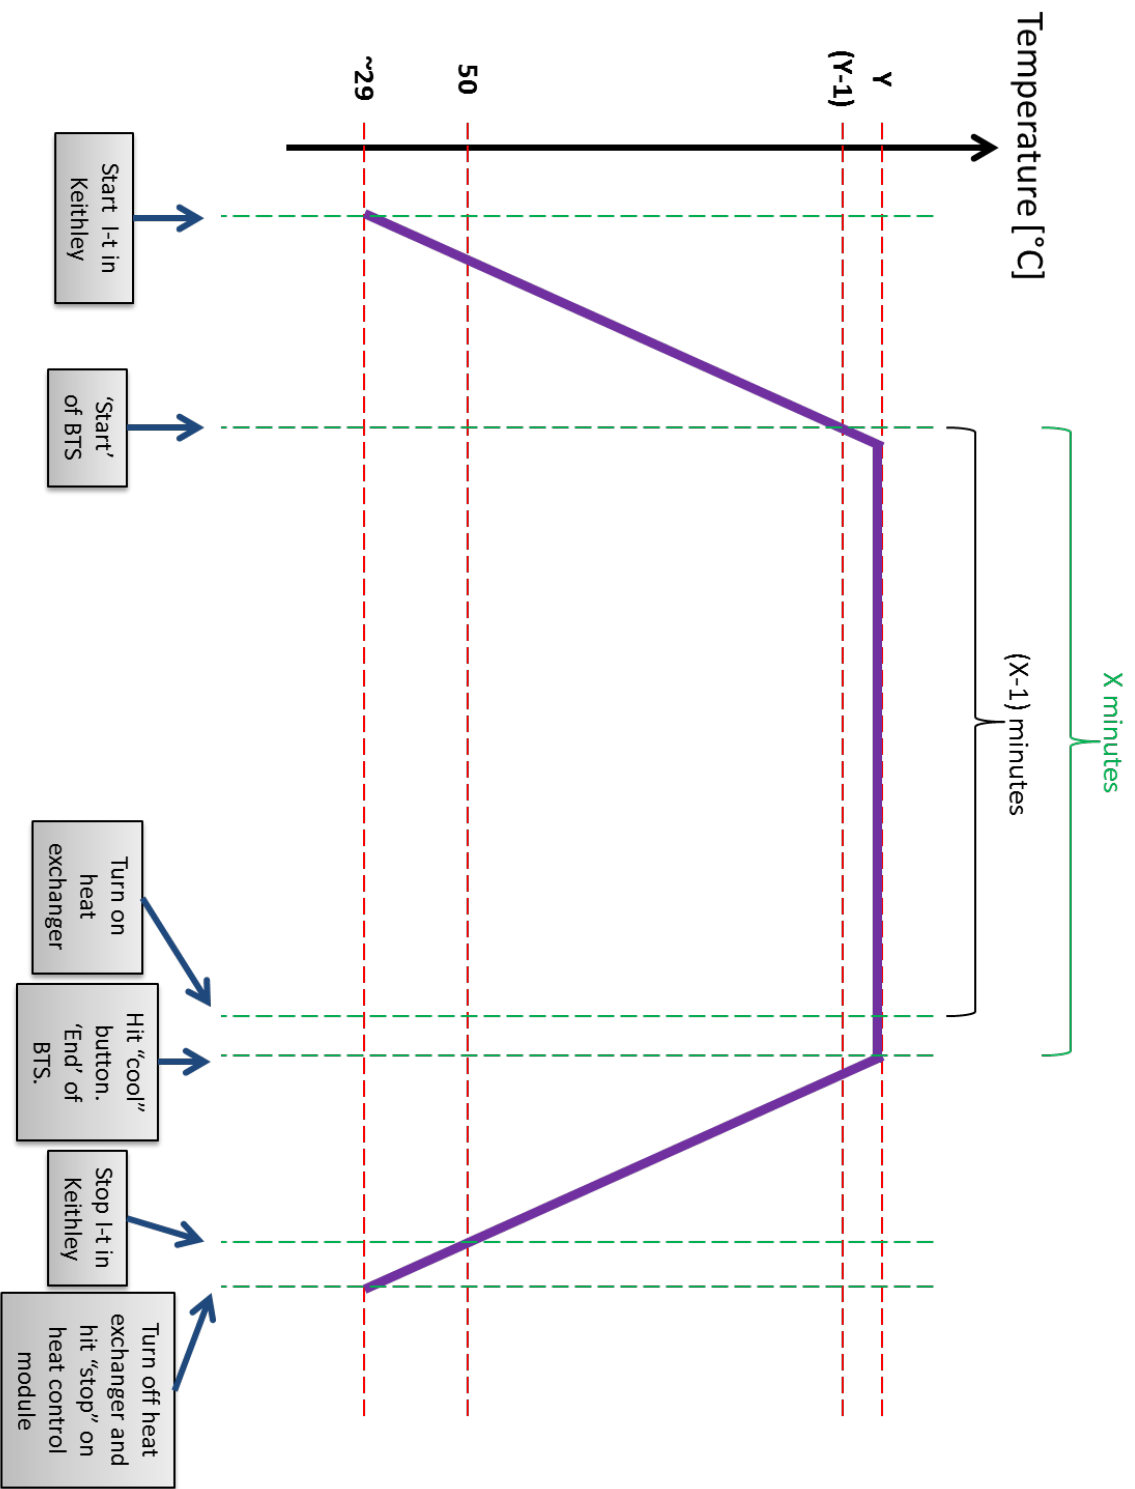 Temperature [°C]
X minutes
(X-1) minutes
Y
(Y-1)
50
~29
Start I-t in
Keithley
‘Start’
of BTS
Turn on
heat
exchanger
Hit “cool”
button.
‘End’ of
BTS.
Stop I-t in
Keithley
Turn off heat
exchanger and
hit “stop” on
heat control
module